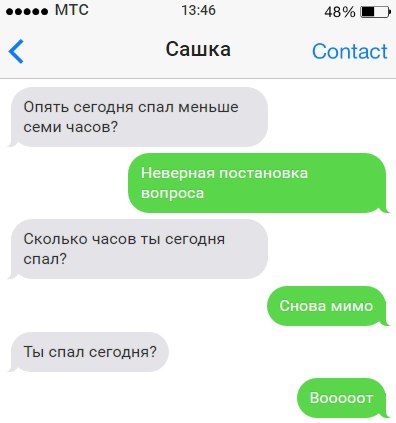 МТС 13:46 48%
Сашка Contact
Опять сегодня спал меньше
семи часов?
Неверная постановка
вопроса
Сколько часов ты сегодня
спал?
Снова мимо
Ты спал сегодня?
Вооооот